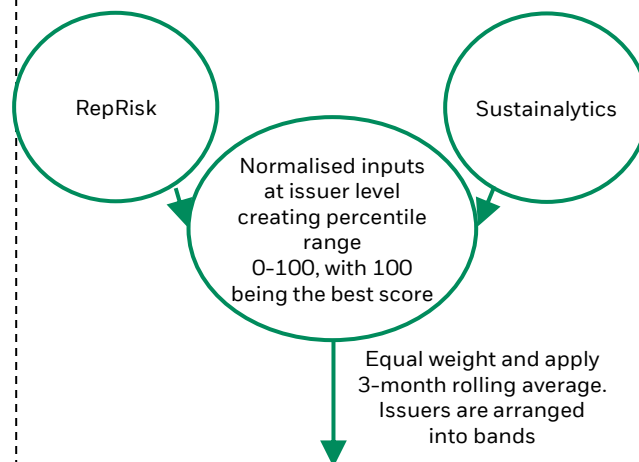 RepRisk
Sustainalytics
Normalised inputs
at issuer level
creating percentile
range
0-100, with 100
being the best score
Equal weight and apply
3-month rolling average.
Issuers are arranged
into bands